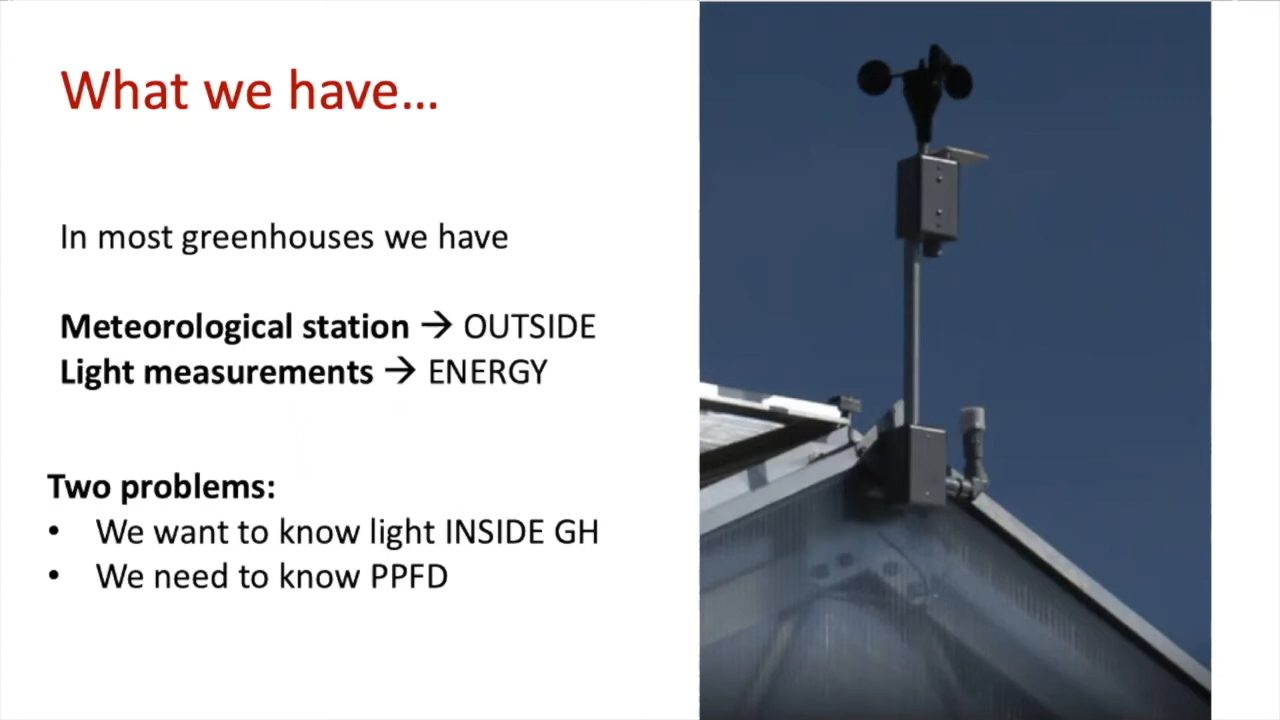 What we have...
In most greenhouses we have
Meteorological station → OUTSIDE
Light measurements → ENERGY
Two problems:
• We want to know light INSIDE GH
• We need to know PPFD